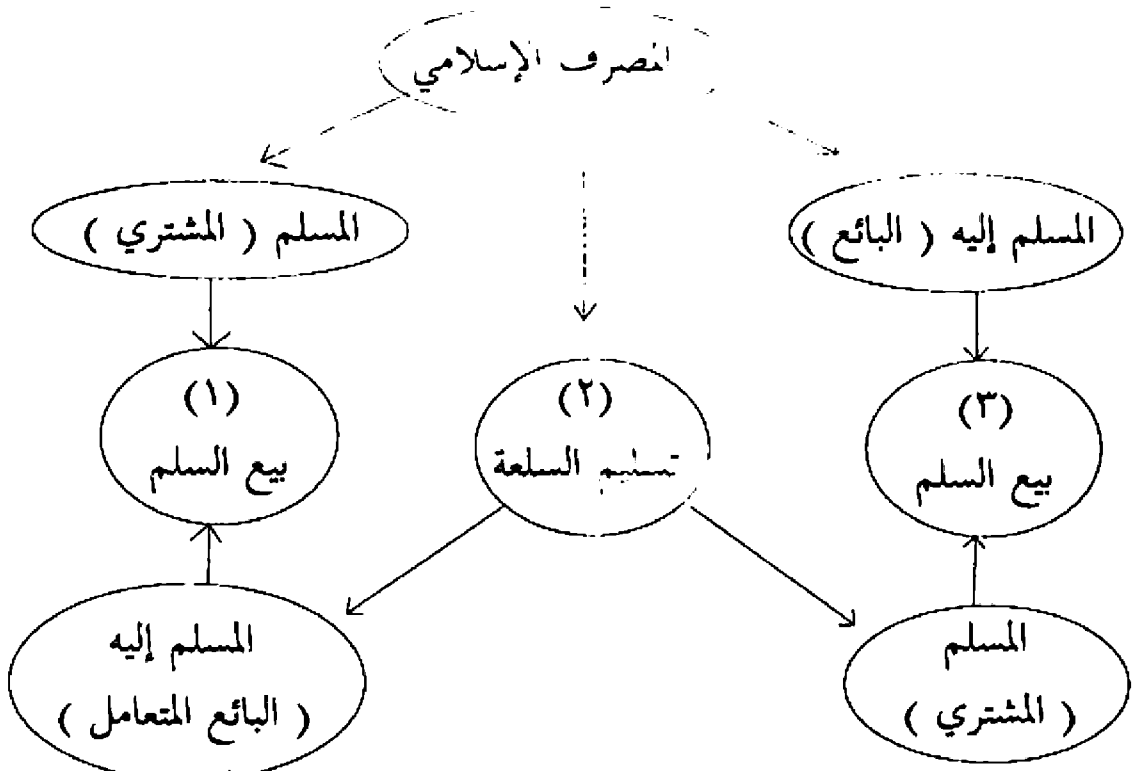 المصرف الإسلامي
المسلم إليه ( البائع )
المسلم ( المشتري )
(٣)
بيع السلم
(٢)
تسليم السلعة
(١)
بيع السلم
المسلم
( المشتري )
المسلم إليه
( البائع المتعامل )